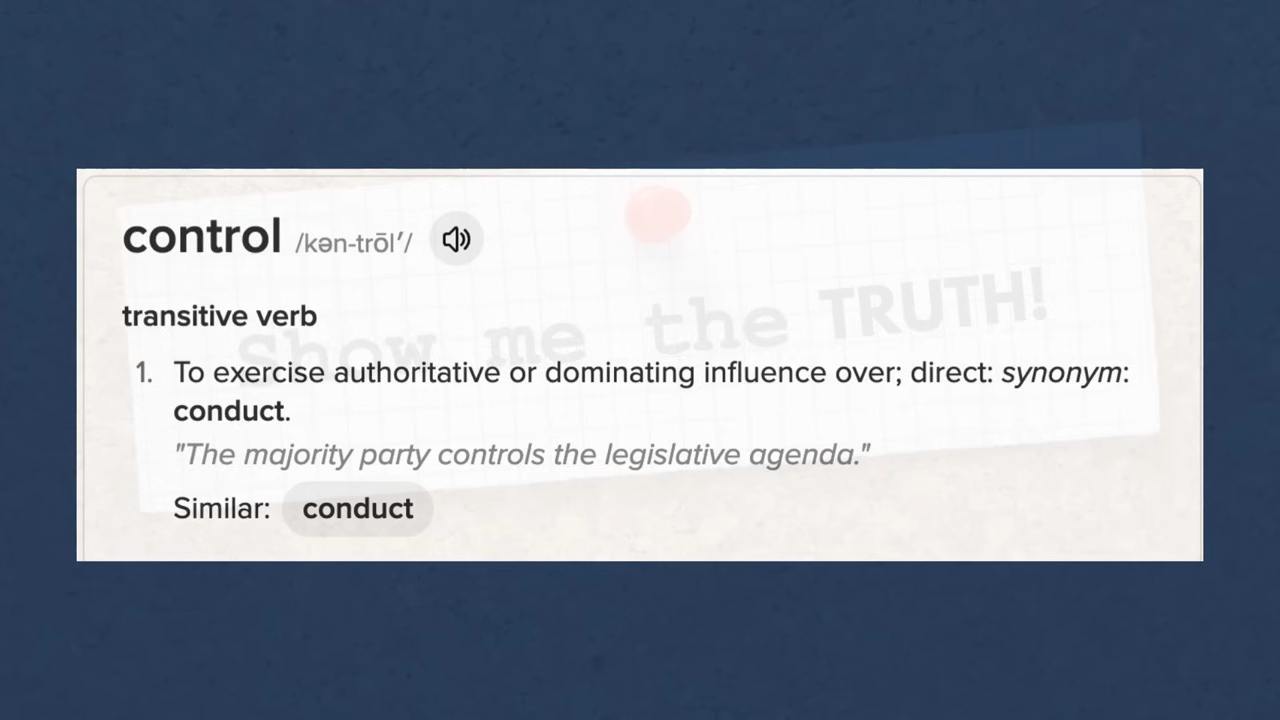 control /kən-trōl′/
transitive verb
1. To exercise authoritative or dominating influence over; direct: synonym:
conduct.
"The majority party controls the legislative agenda."
Similar: conduct
Show me the TRUTH!